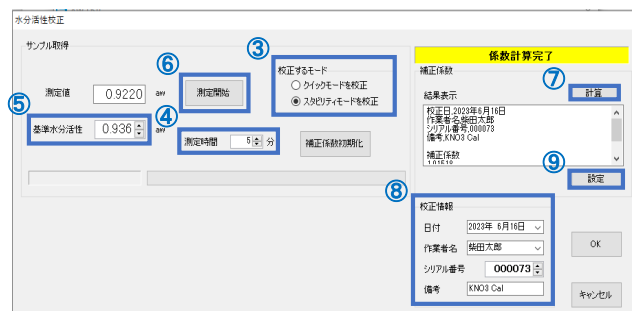 水分活性校正
サンプル取得
測定値 0.9220 aw
⑥ 測定開始
③
校正するモード
クイックモードを校正
スタビリティモードを校正
⑤ 基準水分活性 0.936 aw
④
測定時間 5 分
補正係数初期化
係数計算完了
補正係数
⑦
結果表示 計算
校正日,2023年6月16日
作業者名,柴田太郎
シリアル番号,000073
備考,KNO3 Cal
補正係数
1.01518
⑨
設定
⑧
校正情報
日付 2023年 6月16日
作業者名 柴田太郎
シリアル番号 000073
備考 KNO3 Cal
OK
キャンセル